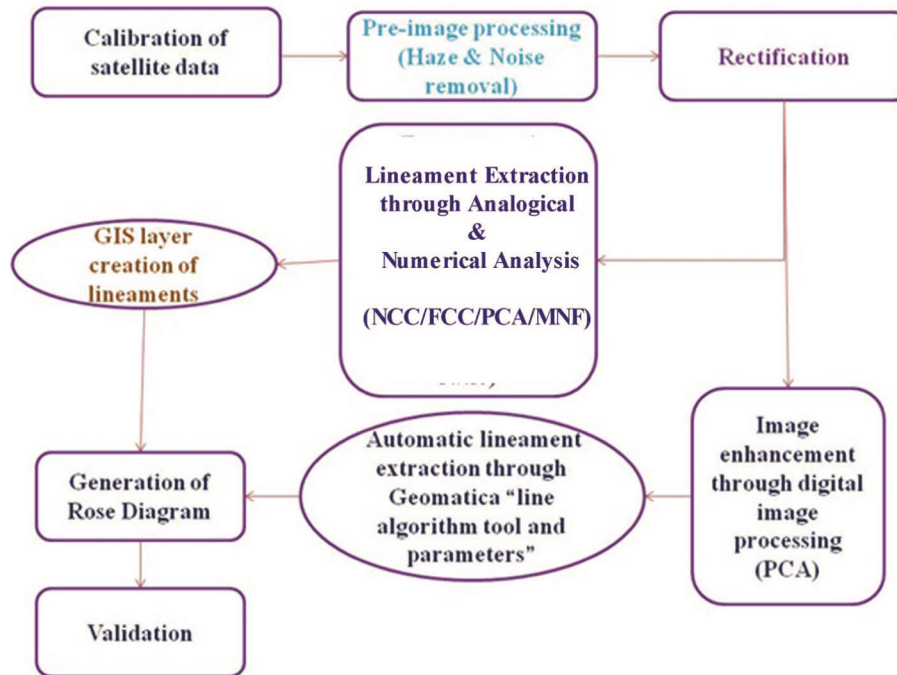 Calibration of
satellite data
Pre-image processing
(Haze & Noise
removal)
Rectification
Lineament Extraction
through Analogical
&
Numerical Analysis
(NCC/FCC/PCA/MNF)
GIS layer
creation of
lineaments
Image
enhancement
through digital
image
processing
(PCA)
Automatic lineament
extraction through
Geomatica “line
algorithm tool and
parameters”
Generation of
Rose Diagram
Validation